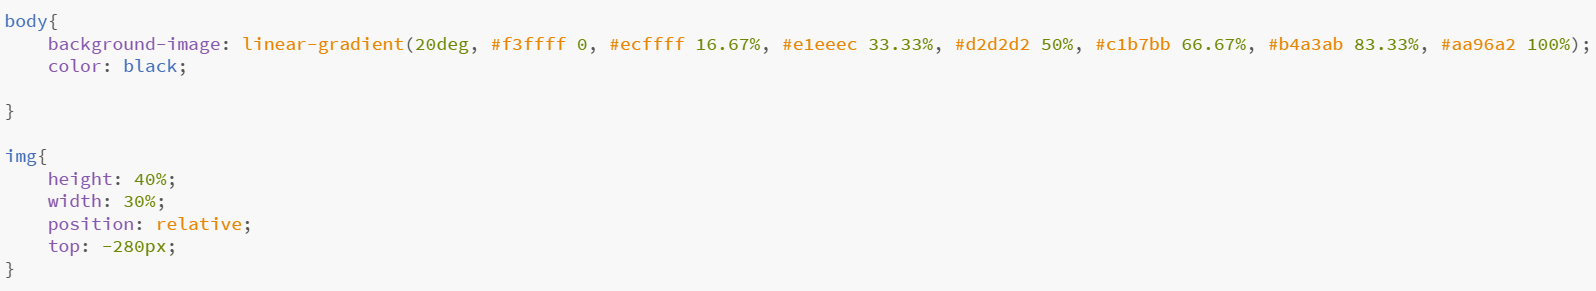 body{
    background-image: linear-gradient(20deg, #f3ffff 0, #ecffff 16.67%, #e1eeec 33.33%, #d2d2d2 50%, #c1b7bb 66.67%, #b4a3ab 83.33%, #aa96a2 100%);
    color: black;

}

img{
    height: 40%;
    width: 30%;
    position: relative;
    top: -280px;
}